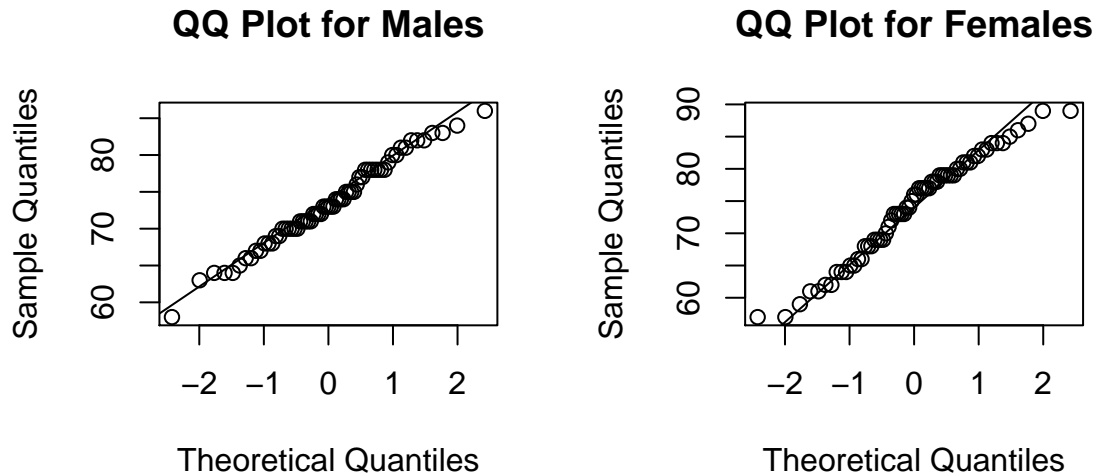 QQ Plot for Males
Sample Quantiles
80
70
60
−2 −1 0 1 2
Theoretical Quantiles
QQ Plot for Females
Sample Quantiles
90
80
70
60
−2 −1 0 1 2
Theoretical Quantiles